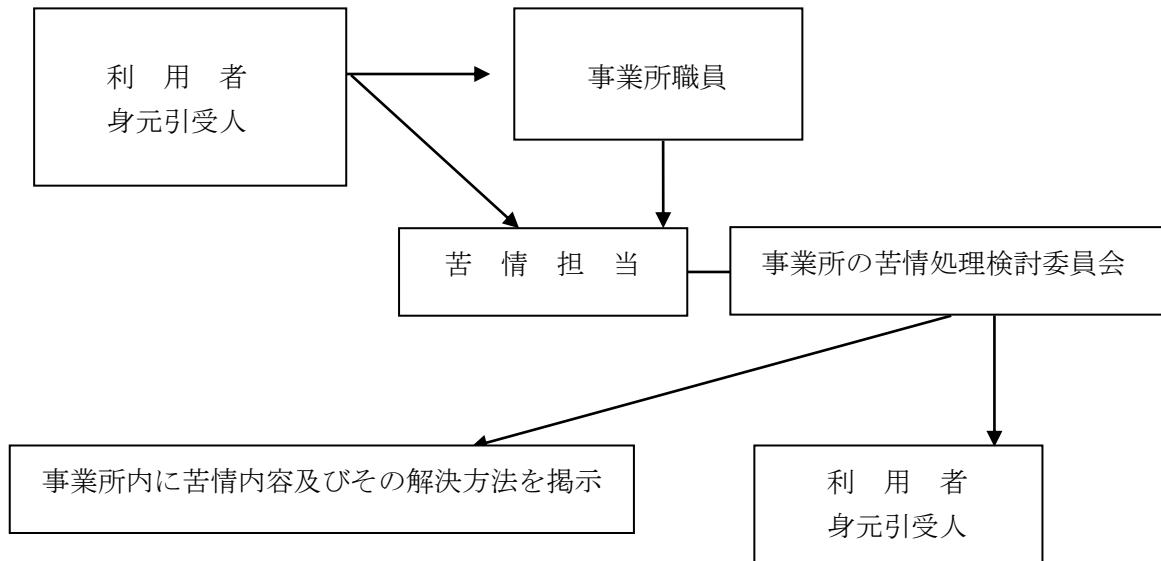 利　用　者
身元引受人
事業所職員
苦　情　担　当
事業所の苦情処理検討委員会
事業所内に苦情内容及びその解決方法を掲示
利　用　者
身元引受人